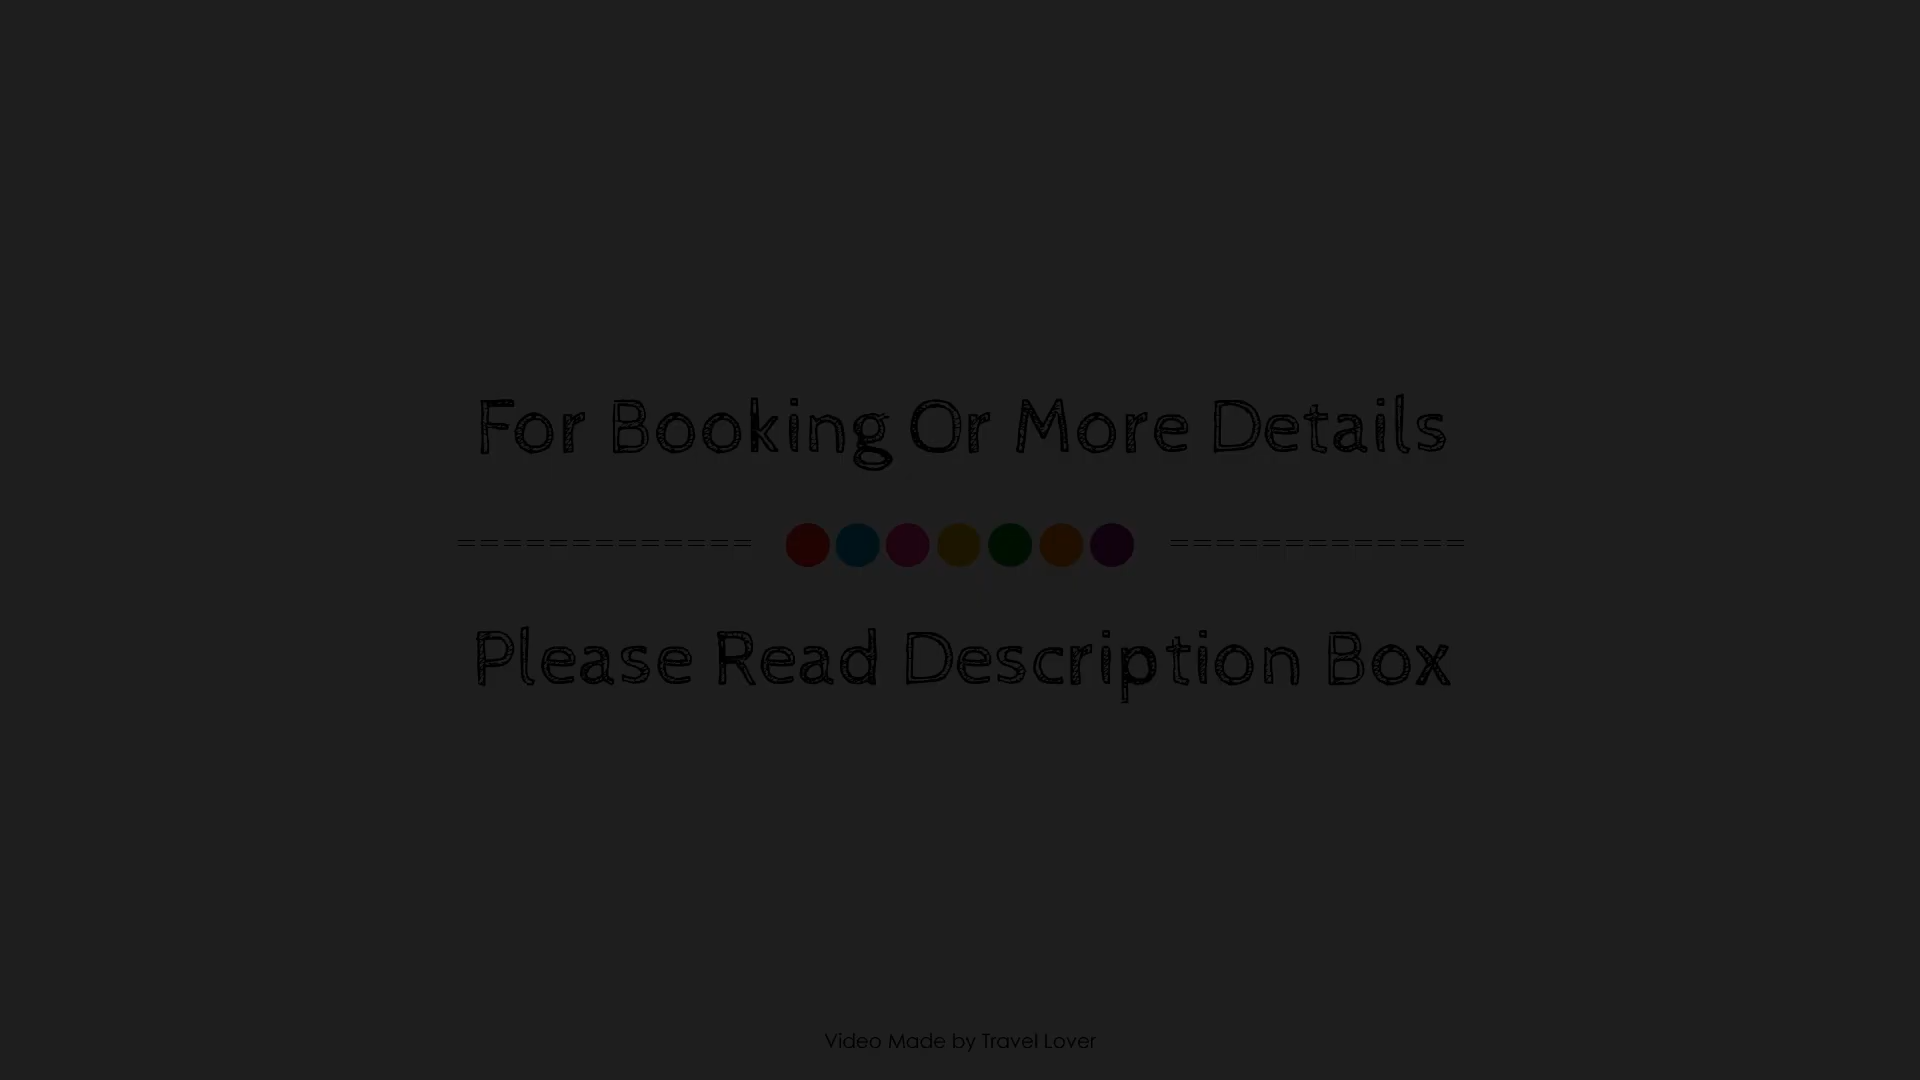 For Booking Or More Details
============= =============
Please Read Description Box
Video Made by Travel Lover